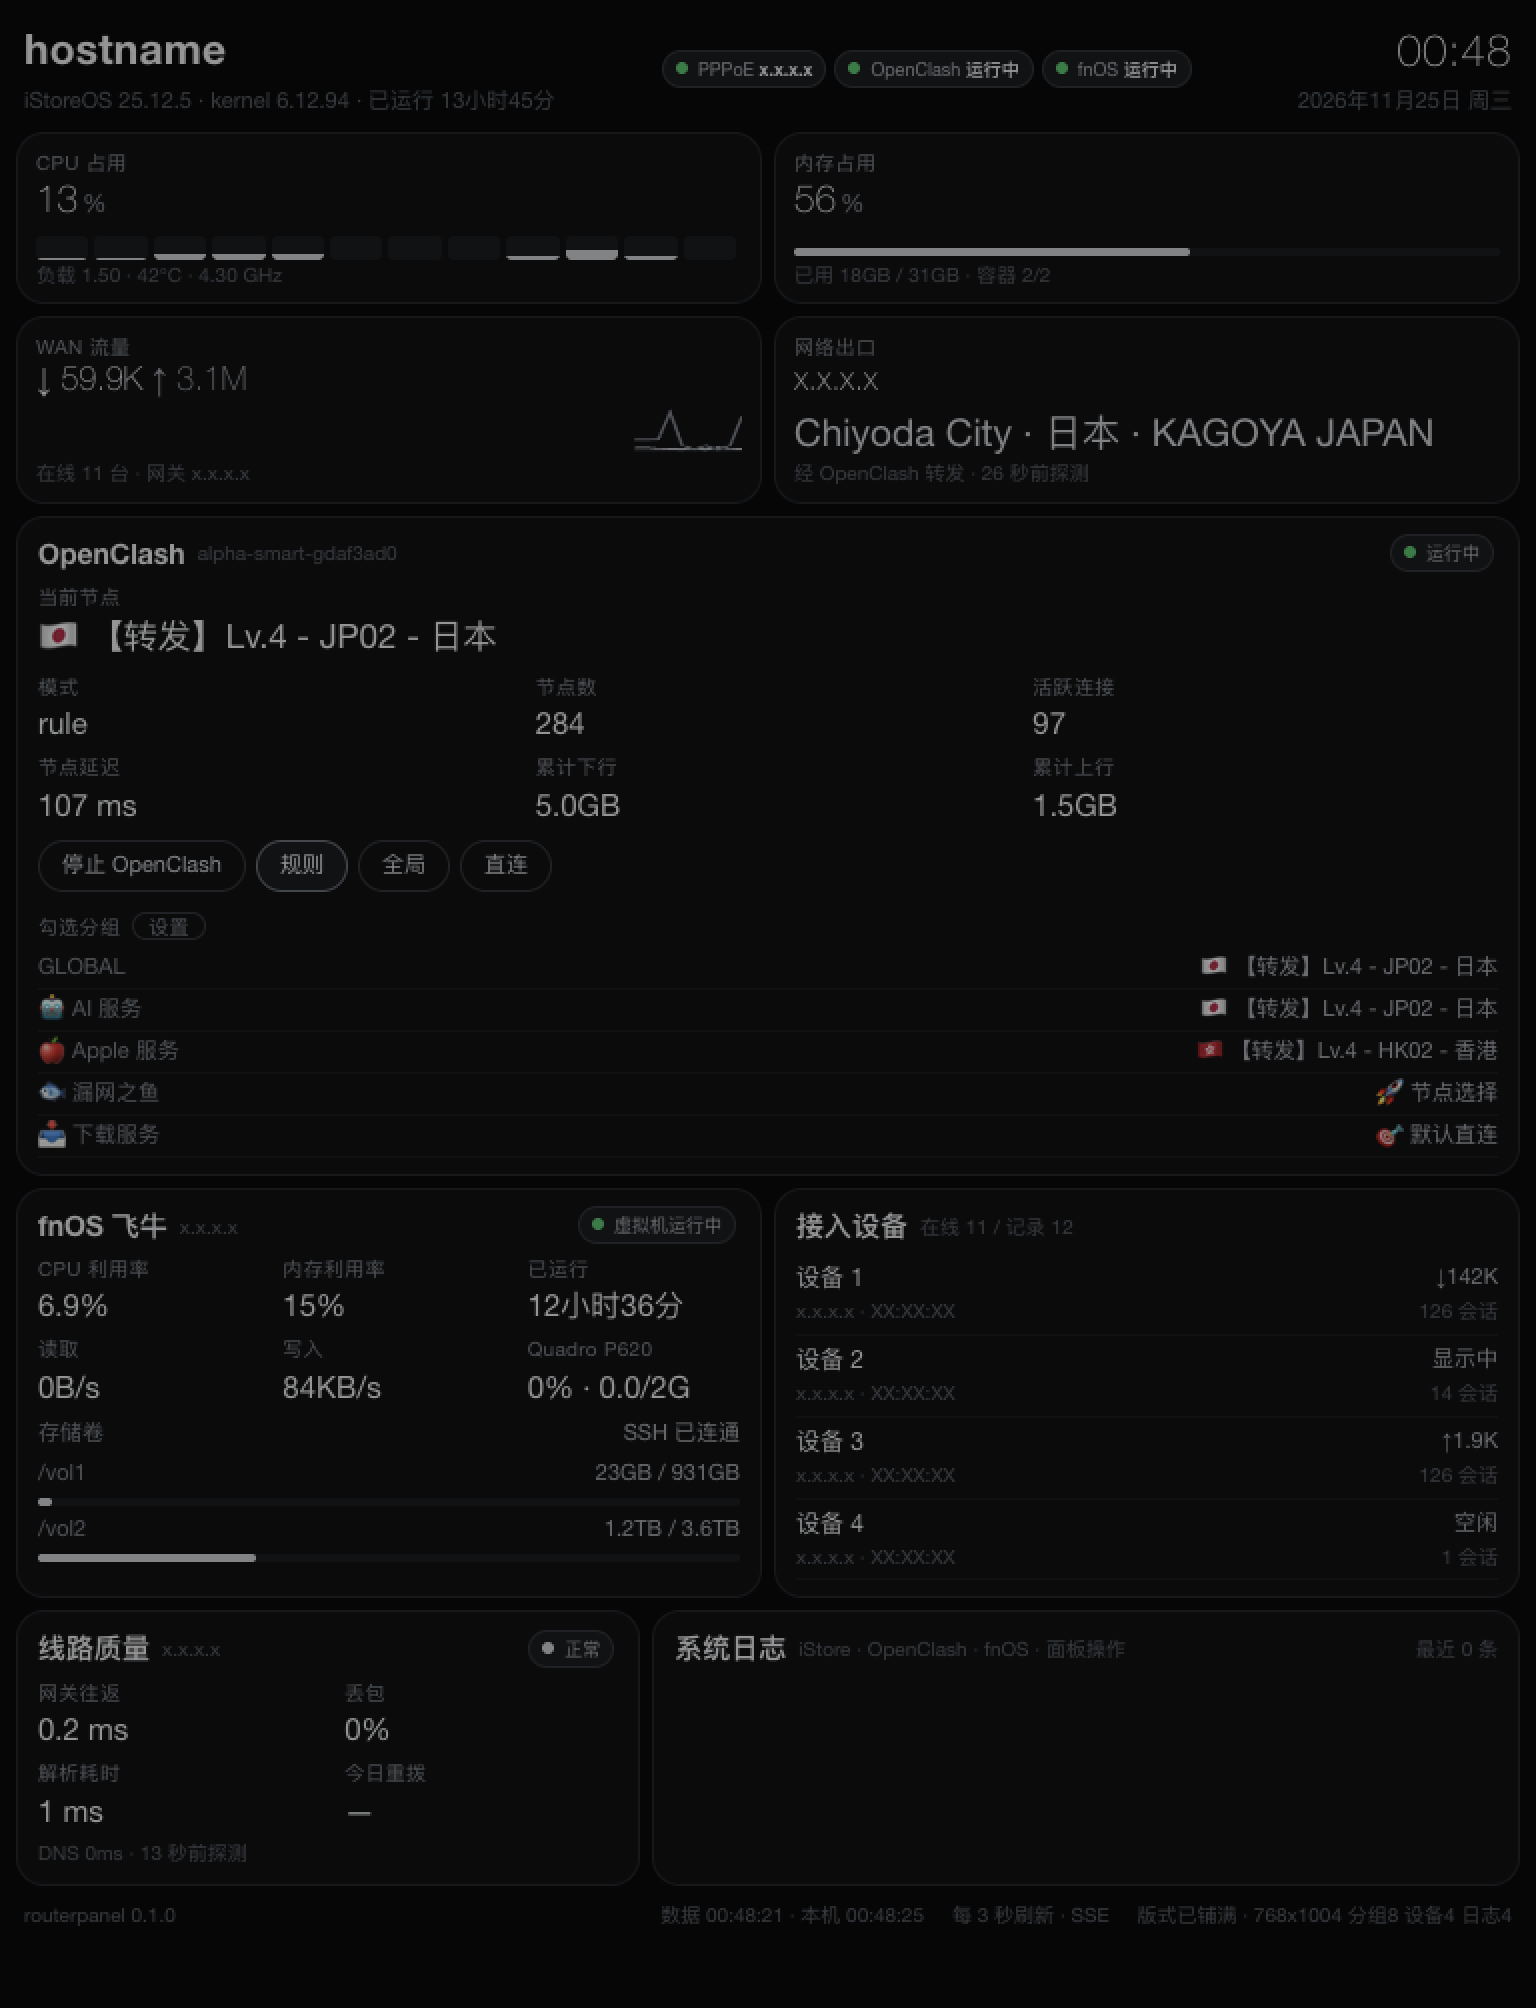 hostname
iStoreOS 25.12.5 · kernel 6.12.94 · 已运行 13小时45分
PPPoE x.x.x.x
OpenClash 运行中
fnOS 运行中
00:48
2026年11月25日 周三
CPU 占用
13 %
负载 1.50 · 42°C · 4.30 GHz
内存占用
56 %
已用 18GB / 31GB · 容器 2/2
WAN 流量
↓ 59.9K ↑ 3.1M
在线 11 台 · 网关 x.x.x.x
网络出口
X.X.X.X
Chiyoda City · 日本 · KAGOYA JAPAN
经 OpenClash 转发 · 26 秒前探测
OpenClash alpha-smart-gdaf3ad0
运行中
当前节点
🇯🇵 【转发】Lv.4 - JP02 - 日本
模式 节点数 活跃连接
rule 284 97
节点延迟 累计下行 累计上行
107 ms 5.0GB 1.5GB
停止 OpenClash 规则 全局 直连
勾选分组 设置
GLOBAL 🇯🇵 【转发】Lv.4 - JP02 - 日本
🤖 AI 服务 🇯🇵 【转发】Lv.4 - JP02 - 日本
🍎 Apple 服务 🇭🇰 【转发】Lv.4 - HK02 - 香港
🐟 漏网之鱼 🚀 节点选择
📥 下载服务 🎯 默认直连
fnOS 飞牛 x.x.x.x
虚拟机运行中
CPU 利用率 内存利用率 已运行
6.9% 15% 12小时36分
读取 写入 Quadro P620
0B/s 84KB/s 0% · 0.0/2G
存储卷 SSH 已连通
/vol1 23GB / 931GB
/vol2 1.2TB / 3.6TB
接入设备 在线 11 / 记录 12
设备 1 ↓142K
x.x.x.x · XX:XX:XX 126 会话
设备 2 显示中
x.x.x.x · XX:XX:XX 14 会话
设备 3 ↑1.9K
x.x.x.x · XX:XX:XX 126 会话
设备 4 空闲
x.x.x.x · XX:XX:XX 1 会话
线路质量 x.x.x.x
正常
网关往返 丢包
0.2 ms 0%
解析耗时 今日重拨
1 ms —
DNS 0ms · 13 秒前探测
系统日志 iStore · OpenClash · fnOS · 面板操作
最近 0 条
routerpanel 0.1.0
数据 00:48:21 · 本机 00:48:25 每 3 秒刷新 · SSE 版式已铺满 · 768x1004 分组8 设备4 日志4